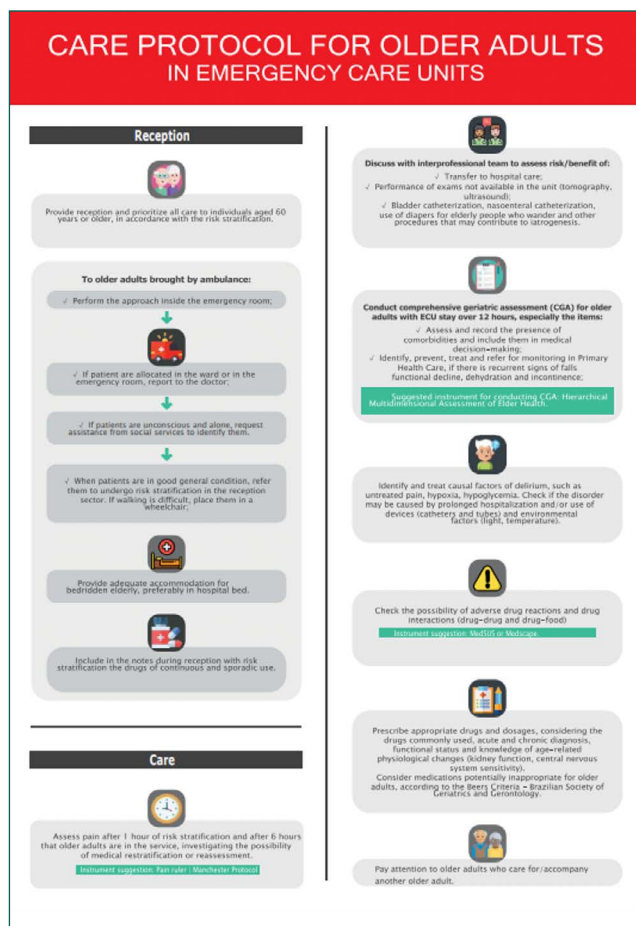 CARE PROTOCOL FOR OLDER ADULTS
IN EMERGENCY CARE UNITS
Reception
Provide reception and prioritize all care to individuals aged 60
years or older, in accordance with the risk stratification.
To older adults brought by ambulance:
√ Perform the approach inside the emergency room;
√ If patient are allocated in the ward or in the
emergency room, report to the doctor;
√ If patients are unconscious and alone, request
assistance from social services to identify them.
√ When patients are in good general condition, refer
them to undergo risk stratification in the reception
sector. If walking is difficult, place them in a
wheelchair;
Provide adequate accommodation for
bedridden elderly, preferably in hospital bed.
Include in the notes during reception with risk
stratification the drugs of continuous and sporadic use.
Care
Assess pain after 1 hour of risk stratification and after 6 hours
that older adults are in the service, investigating the possibility
of medical restratification or reassessment.
Instrument suggestion: Pain ruler | Manchester Protocol
Discuss with interprofessional team to assess risk/benefit of:
√ Transfer to hospital care;
√ Performance of exams not available in the unit (tomography,
ultrasound);
√ Bladder catheterization, nasoenteral catheterization,
use of diapers for elderly people who wander and other
procedures that may contribute to iatrogenesis.
Conduct comprehensive geriatric assessment (CGA) for older
adults with ECU stay over 12 hours, especially the items:
√ Assess and record the presence of
comorbidities and include them in medical
decision-making;
√ Identify, prevent, treat and refer for monitoring in Primary
Health Care, if there is recurrent signs of falls
functional decline, dehydration and incontinence;
Suggested instrument for conducting CGA: Hierarchical
Multidimensional Assessment of Elder Health.
Identify and treat causal factors of delirium, such as
untreated pain, hypoxia, hypoglycemia. Check if the disorder
may be caused by prolonged hospitalization and/or use of
devices (catheters and tubes) and environmental
factors (light, temperature).
Check the possibility of adverse drug reactions and drug
interactions (drug-drug and drug-food)
Instrument suggestion: MedSUS or Medscape.
Prescribe appropriate drugs and dosages, considering the
drugs commonly used, acute and chronic diagnosis,
functional status and knowledge of age-related
physiological changes (kidney function, central nervous
system sensitivity).
Consider medications potentially inappropriate for older
adults, according to the Beers Criteria - Brazilian Society of
Geriatrics and Gerontology.
Pay attention to older adults who care for/accompany
another older adult.